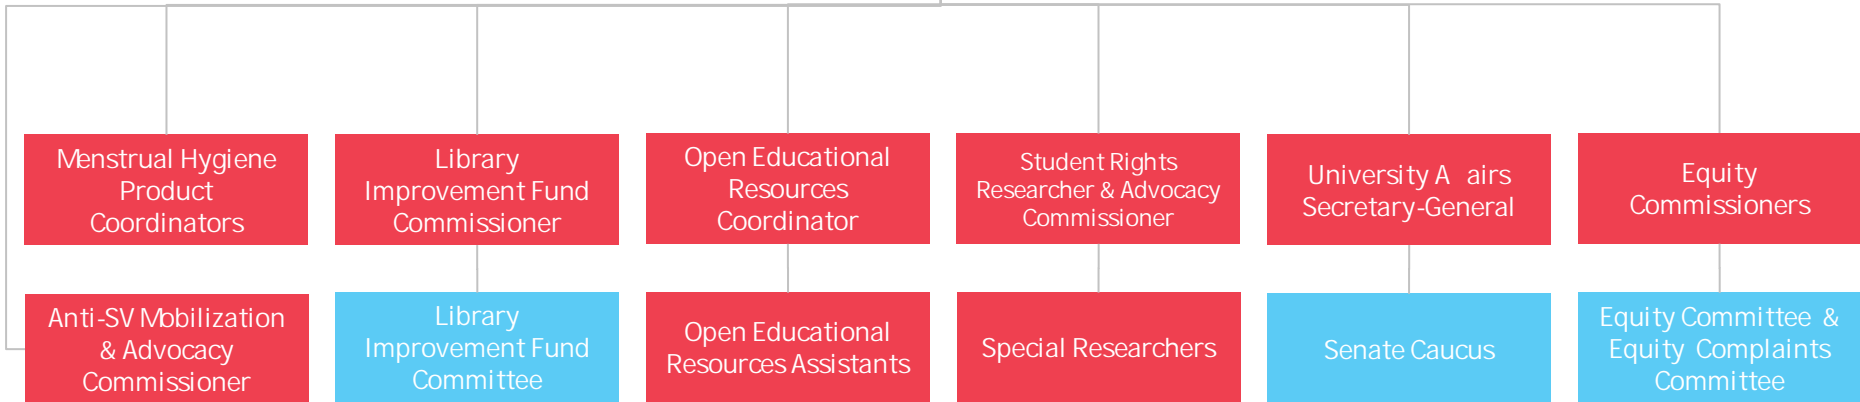 Menstrual Hygiene
Product
Coordinators
Library
Improvement Fund
Commissioner
Open Educational
Resources
Coordinator
Student Rights
Researcher & Advocacy
Commissioner
University A airs
Secretary-General
Equity
Commissioners
Anti-SV Mobilization
& Advocacy
Commissioner
Library
Improvement Fund
Committee
Open Educational
Resources Assistants
Special Researchers
Senate Caucus
Equity Committee &
Equity Complaints
Committee